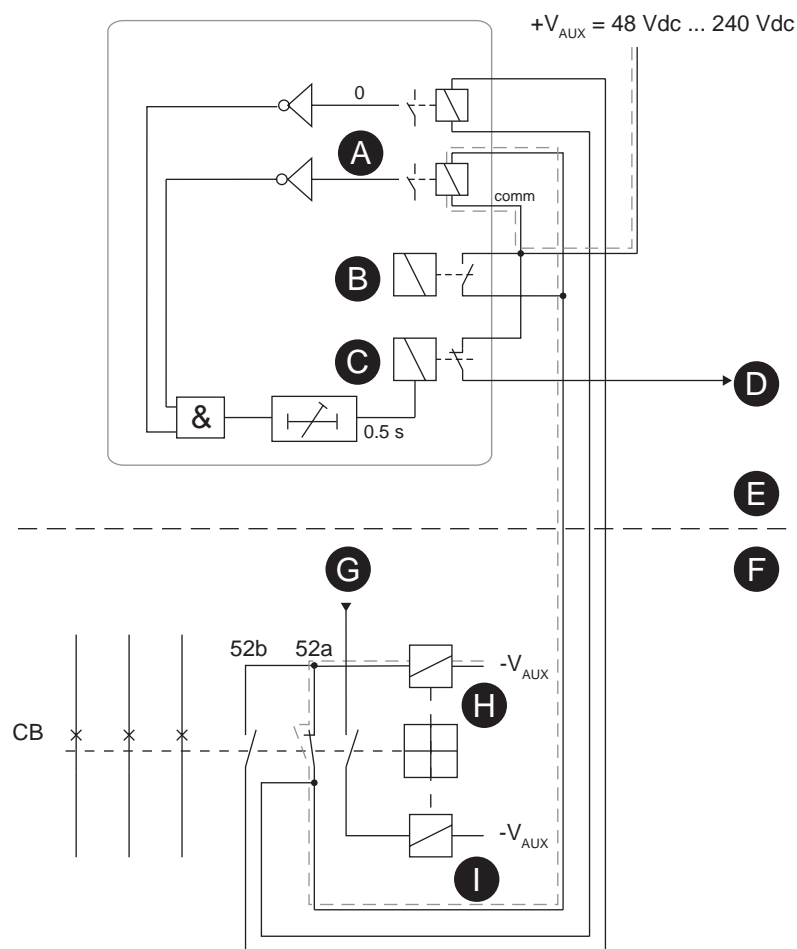 +VAUX = 48 Vdc ... 240 Vdc
0
A
comm
B
C
D
&
0.5 s
E
F
G
52b 52a
-VAUX
H
CB
-VAUX
I